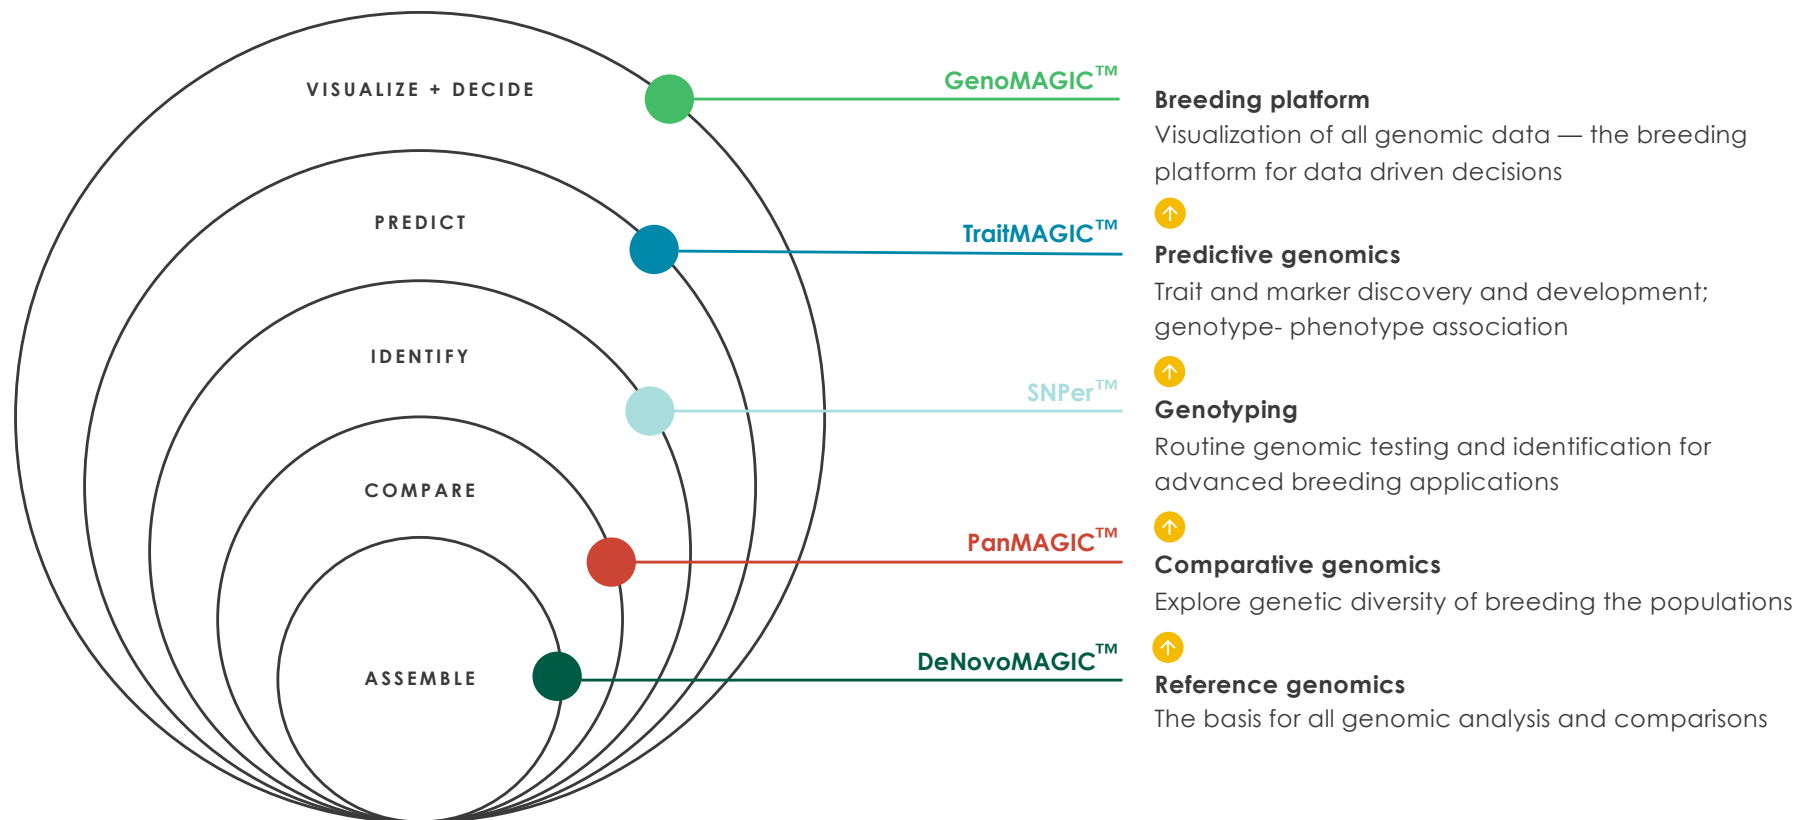 VISUALIZE + DECIDE
GenoMAGIC™
Breeding platform
Visualization of all genomic data — the breeding
platform for data driven decisions
PREDICT
TraitMAGIC™
Predictive genomics
Trait and marker discovery and development;
genotype- phenotype association
IDENTIFY
SNPer™
Genotyping
Routine genomic testing and identification for
advanced breeding applications
COMPARE
PanMAGIC™
Comparative genomics
Explore genetic diversity of breeding the populations
ASSEMBLE
DeNovoMAGIC™
Reference genomics
The basis for all genomic analysis and comparisons